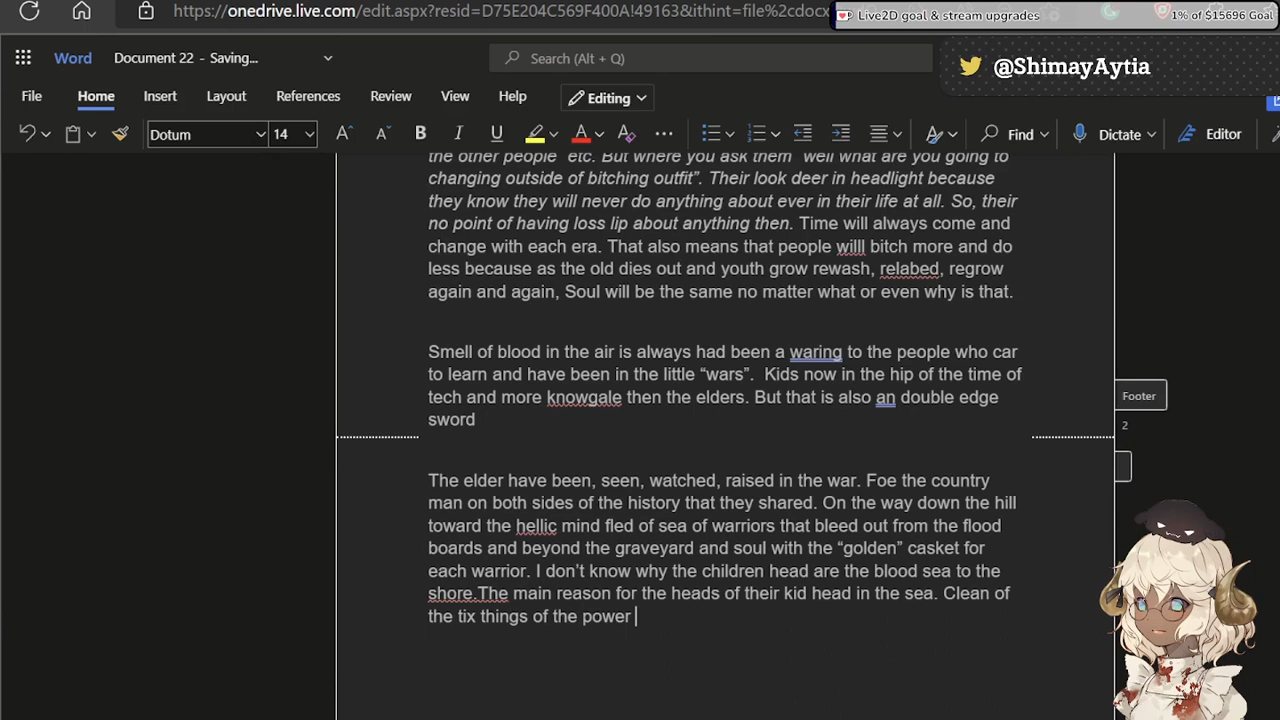 https://onedrive.live.com/edit.aspx?resid=D75E204C569F400A!49163&ithint=file%2cdocx
Live2D goal & stream upgrades
1% of $15696 Goal
Word
Document 22 - Saving...
Search (Alt + Q)
@ShimayAytia
File
Home
Insert
Layout
References
Review
View
Help
Editing
Datum
14
A
A
B
I
U
A
A
Find
Dictate
Editor
the other people" etc. But where you ask them "well what are you going to
changing outside of bitching outfit". Their look deer in headlight because
they know they will never do anything about ever in their life at all. So, their
no point of having loss lip about anything then. Time will always come and
change with each era. That also means that people willl bitch more and do
less because as the old dies out and youth grow rewash, relabed, regrow
again and again, Soul will be the same no matter what or even why is that.
Smell of blood in the air is always had been a waring to the people who car
to learn and have been in the little “wars”.  Kids now in the hip of the time of
tech and more knowgale then the elders. But that is also an double edge
sword
Footer
2
The elder have been, seen, watched, raised in the war. Foe the country
man on both sides of the history that they shared. On the way down the hill
toward the hellic mind fled of sea of warriors that bleed out from the flood
boards and beyond the graveyard and soul with the “golden” casket for
each warrior. I don’t know why the children head are the blood sea to the
shore.The main reason for the heads of their kid head in the sea. Clean of
the tix things of the power